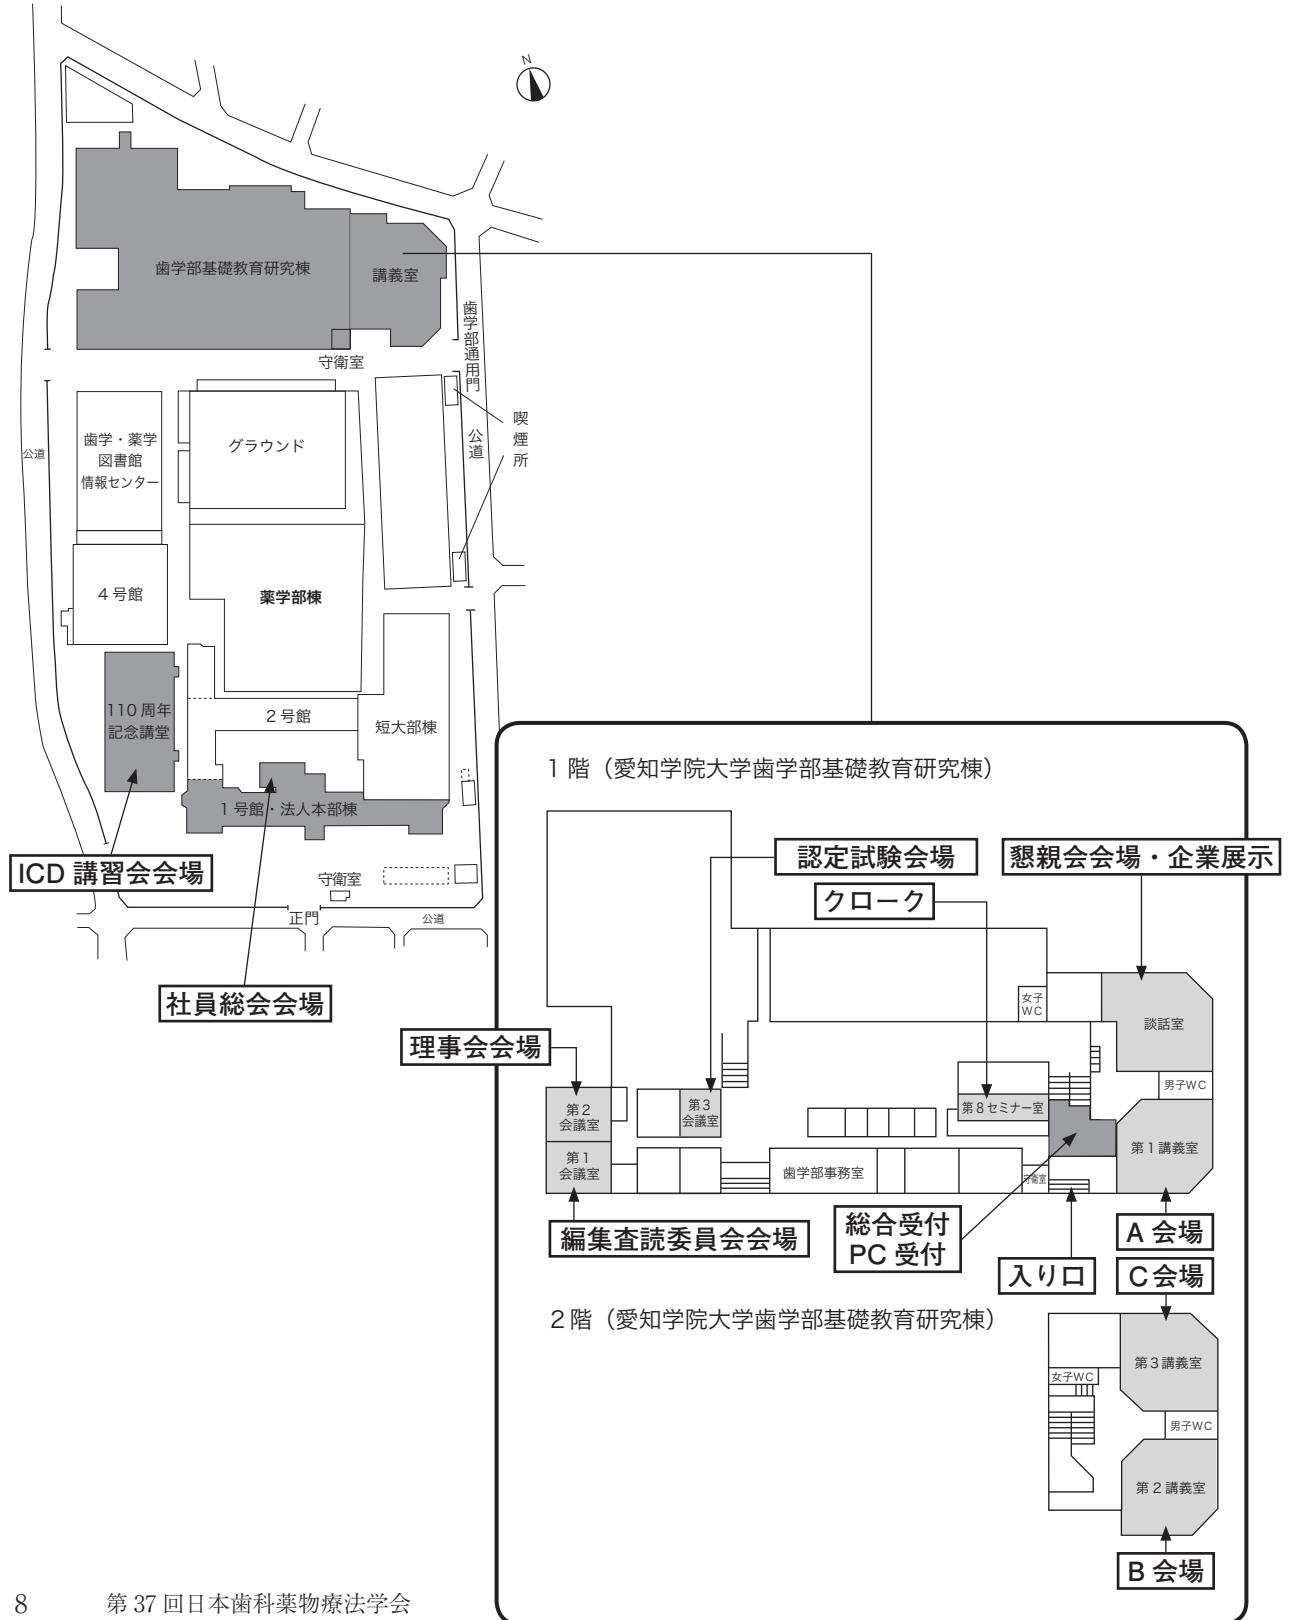 N
歯学部基礎教育研究棟
講義室
守衛室
歯学部通用門
喫煙所
公道
公道
歯学・薬学
図書館
情報センター
グラウンド
4号館
薬学部棟
110周年
記念講堂
2号館
短大部棟
1号館・法人本部棟
ICD 講習会会場
守衛室
正門
公道
社員総会会場
1階（愛知学院大学歯学部基礎教育研究棟）
認定試験会場
懇親会会場・企業展示
クローク
女子
WC
談話室
理事会会場
男子WC
第2
会議室
第3
会議室
第8セミナー室
第1
会議室
第1講義室
歯学部事務室
守衛室
編集査読委員会会場
総合受付
PC 受付
入り口
A 会場
C 会場
2階（愛知学院大学歯学部基礎教育研究棟）
第3講義室
女子WC
男子WC
第2講義室
B 会場
8 第 37 回日本歯科薬物療法学会